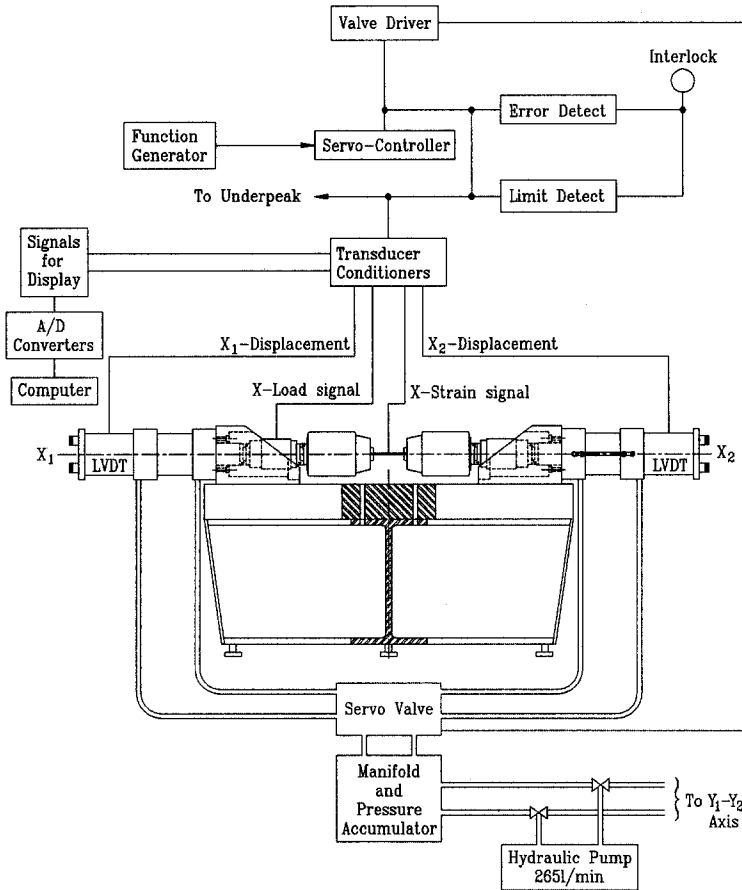 Valve Driver
Interlock
Error Detect
Function
Generator
Servo-Controller
To Underpeak
Limit Detect
Signals
for
Display
Transducer
Conditioners
A/D
Converters
X1-Displacement
X2-Displacement
Computer
X-Load signal
X-Strain signal
X1
LVDT
LVDT
X2
Servo Valve
Manifold
and
Pressure
Accumulator
To Y1-Y2
Axis
Hydraulic Pump
265l/min